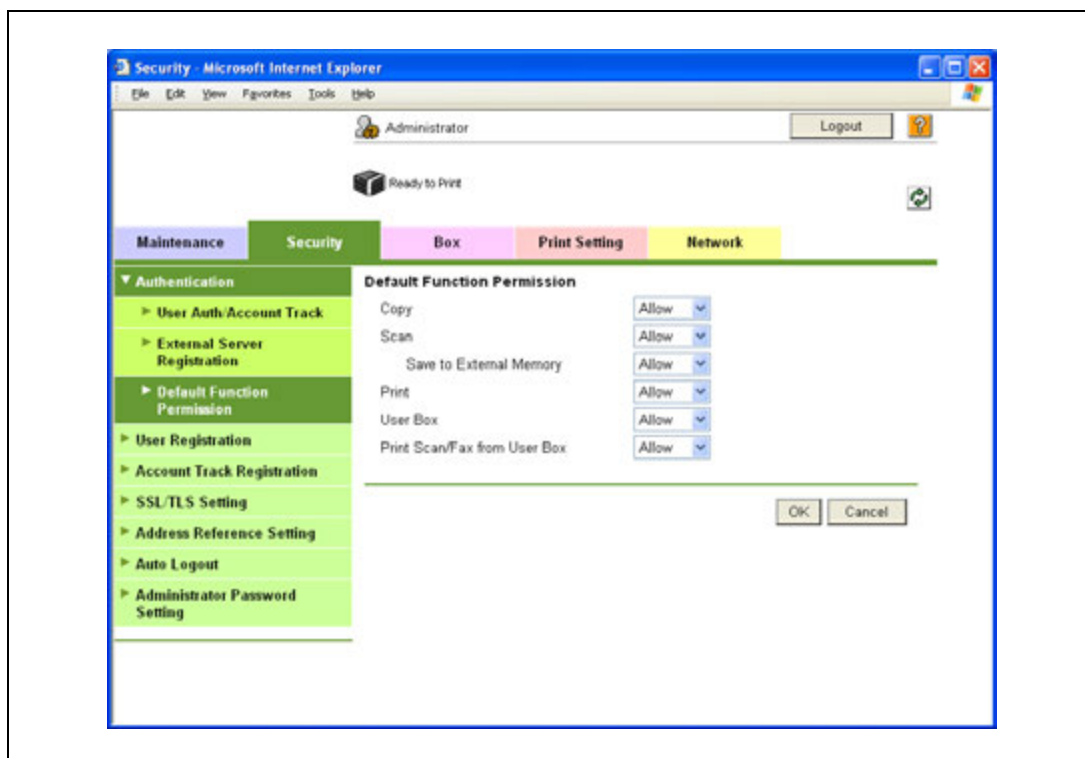 Security - Microsoft Internet Explorer
File Edit View Favorites Tools Help
Administrator Logout ?
Ready to Print
Maintenance Security Box Print Setting Network
Authentication
User Auth/Account Track
External Server
Registration
Default Function
Permission
User Registration
Account Track Registration
SSL/TLS Setting
Address Reference Setting
Auto Logout
Administrator Password
Setting
Default Function Permission
Copy Allow
Scan Allow
Save to External Memory Allow
Print Allow
User Box Allow
Print Scan/Fax from User Box Allow
OK Cancel